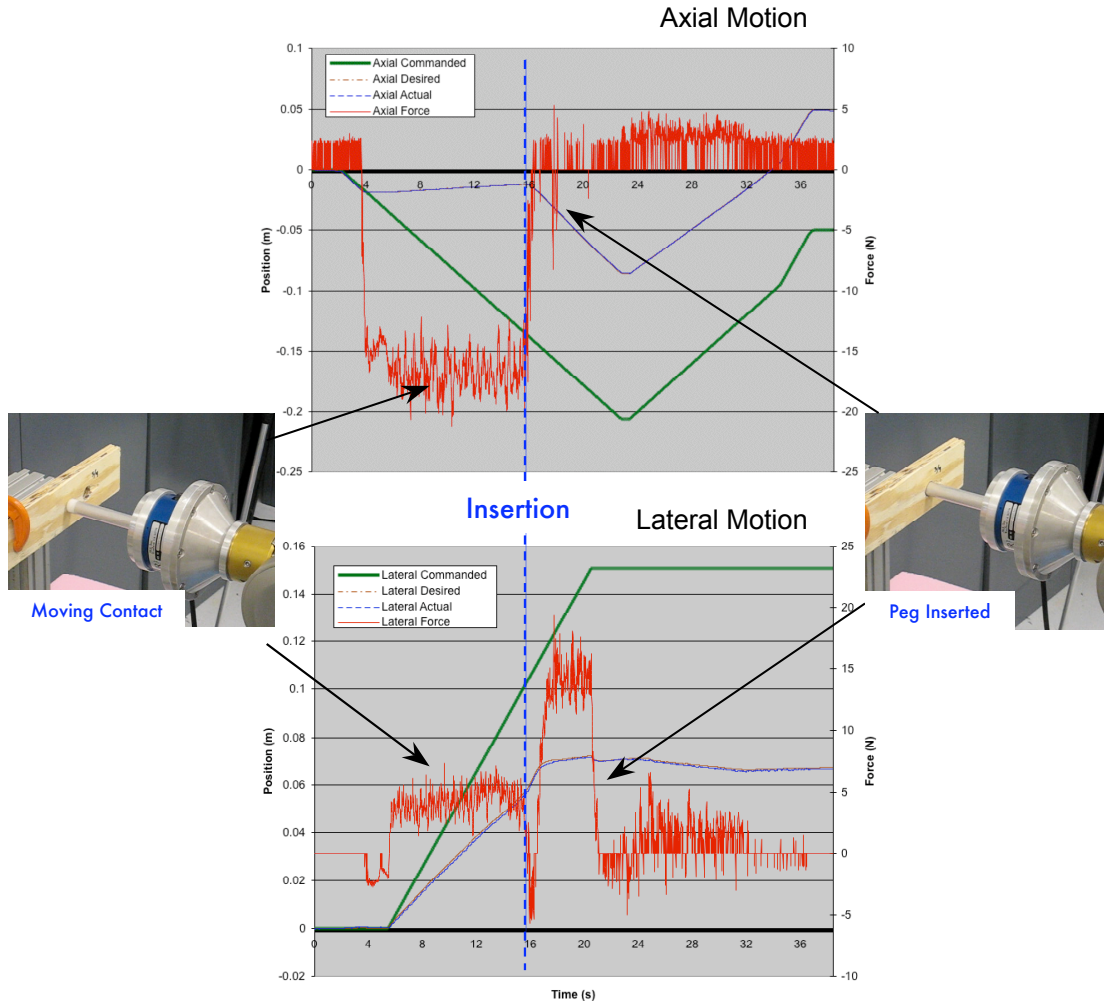 Axial Motion
0.1
0.05
0
-0.05
-0.1
-0.15
-0.2
-0.25
Position (m)
Axial Commanded
Axial Desired
Axial Actual
Axial Force
0 4 8 12 16 20 24 28 32 36
10
5
0
-5
-10
-15
-20
-25
Force (N)
Insertion
Moving Contact
Peg Inserted
Lateral Motion
0.16
0.14
0.12
0.1
0.08
0.06
0.04
0.02
0
-0.02
Position (m)
Lateral Commanded
Lateral Desired
Lateral Actual
Lateral Force
0 4 8 12 16 20 24 28 32 36
25
20
15
10
5
0
-5
-10
Force (N)
Time (s)